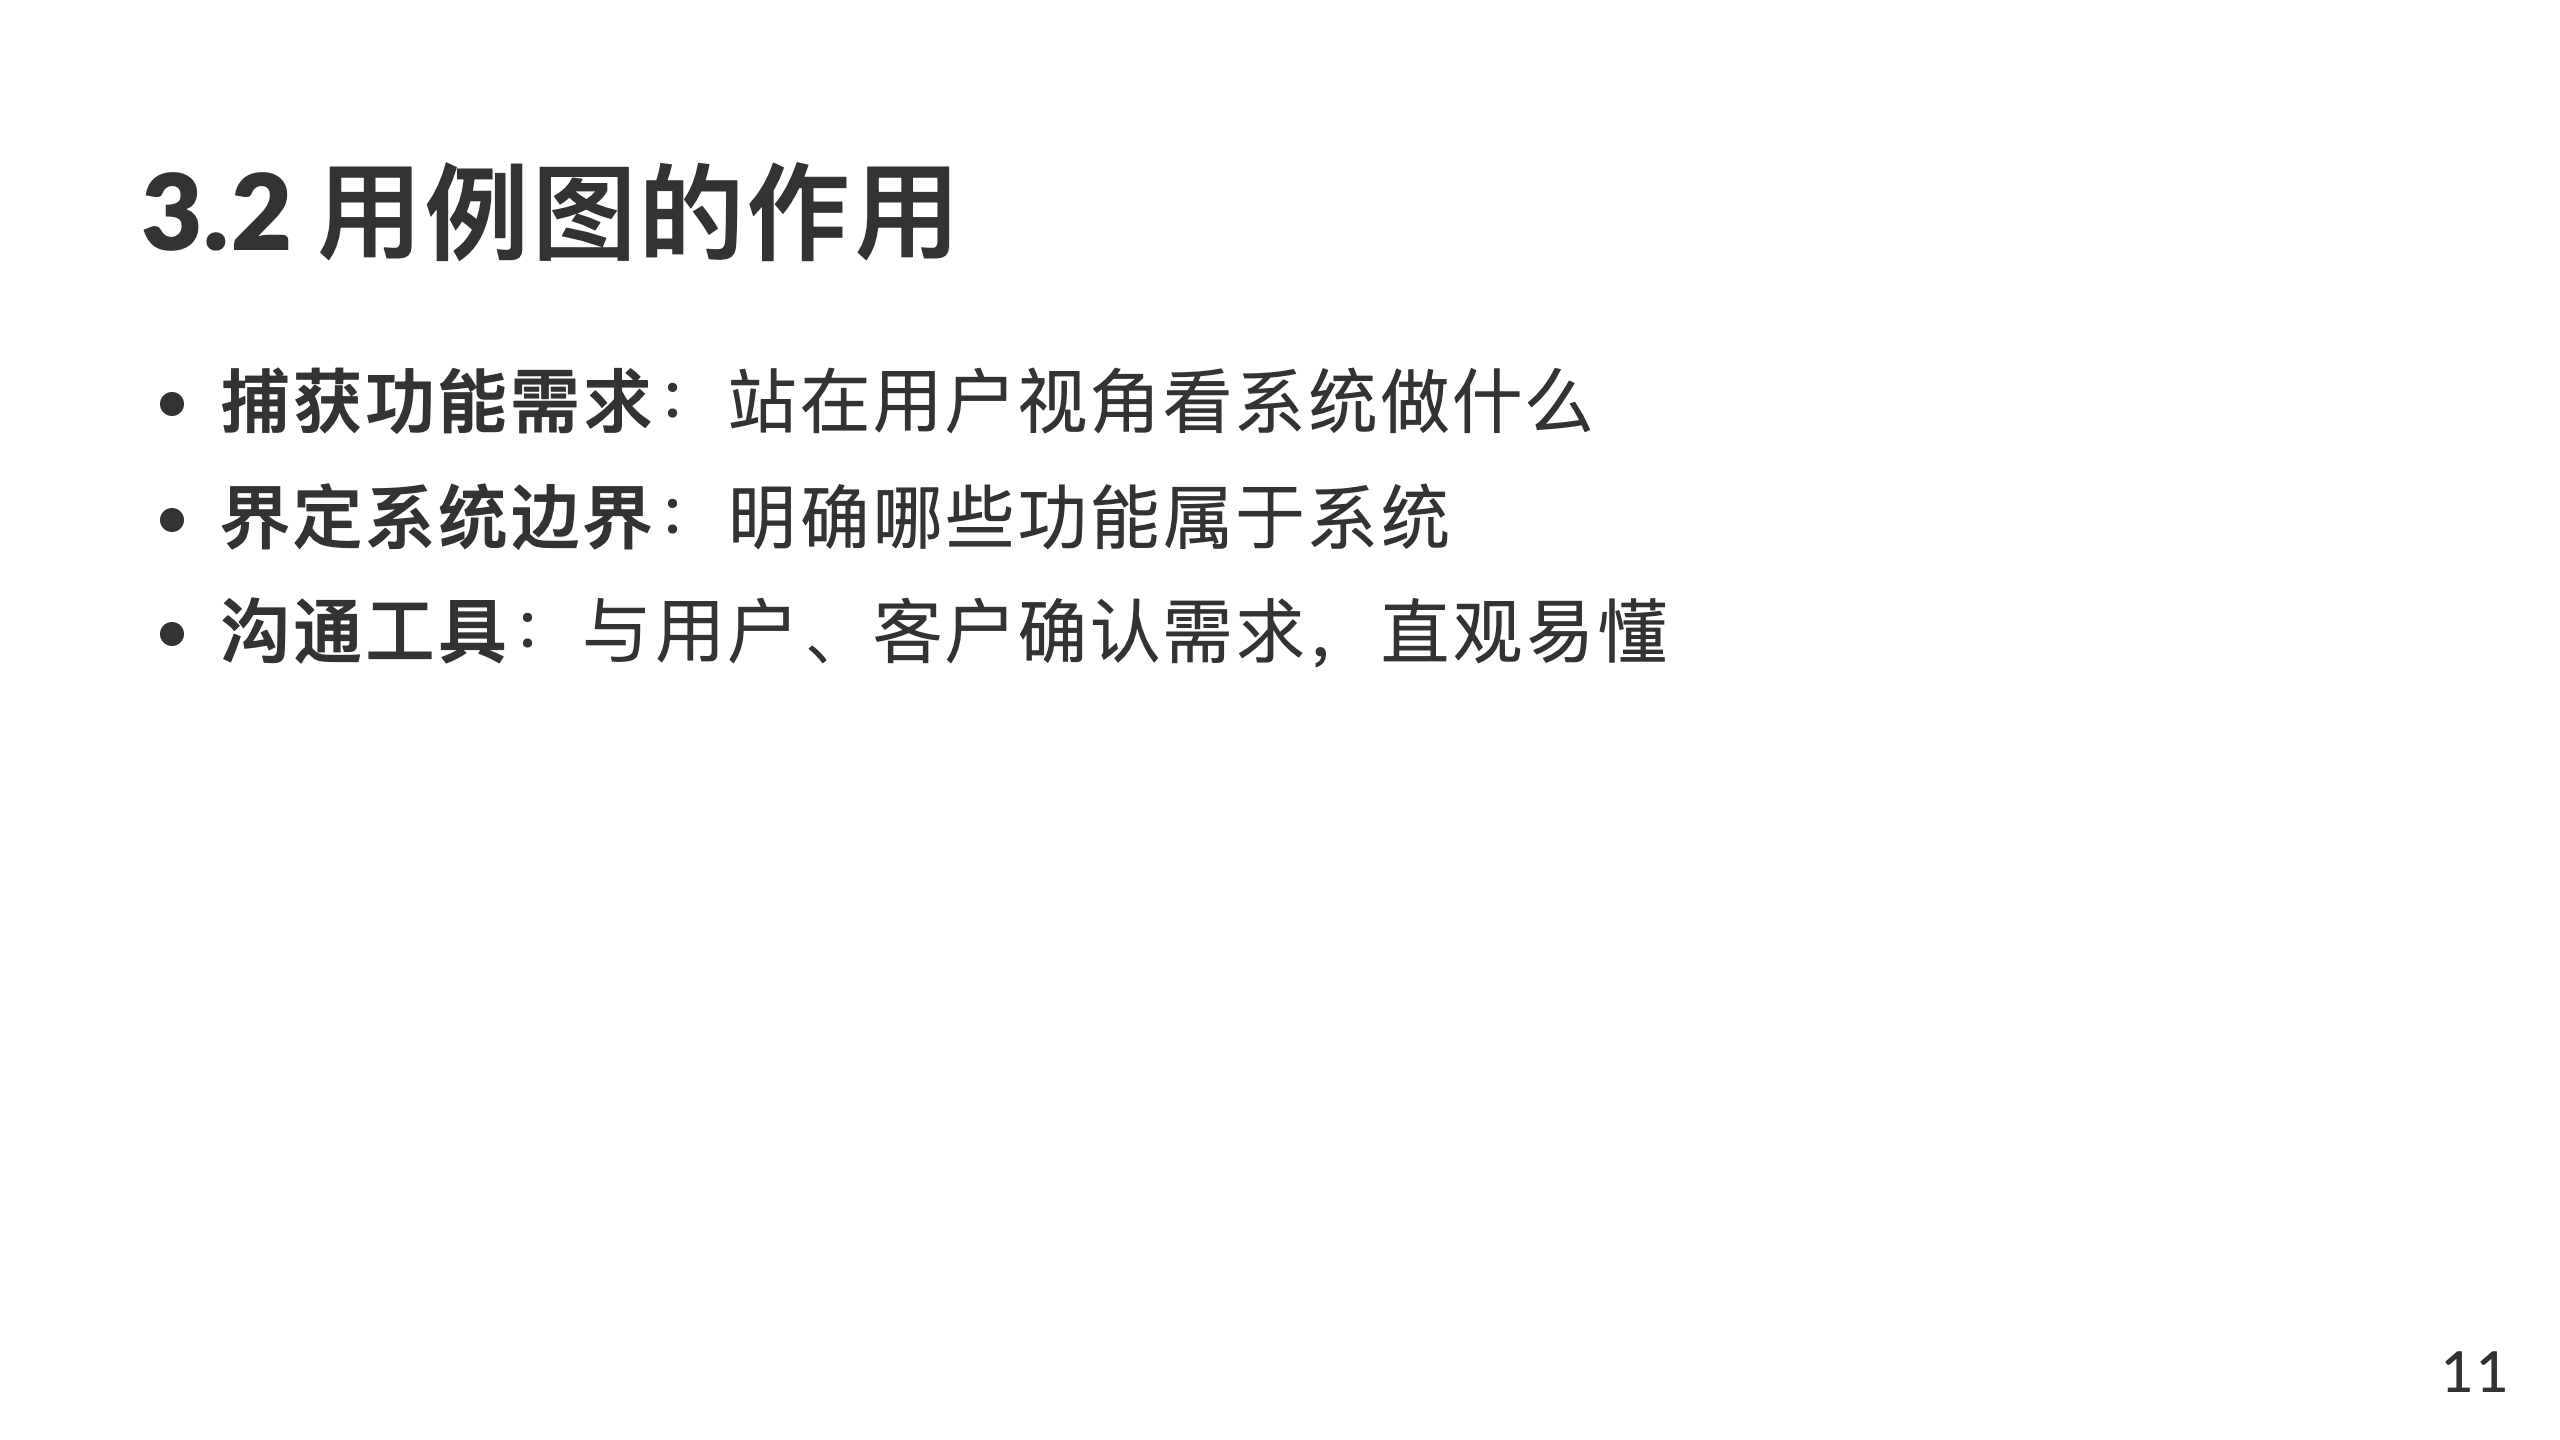 3.2 用例图的作用
• 捕获功能需求：站在用户视角看系统做什么
• 界定系统边界：明确哪些功能属于系统
• 沟通工具：与用户、客户确认需求，直观易懂
11